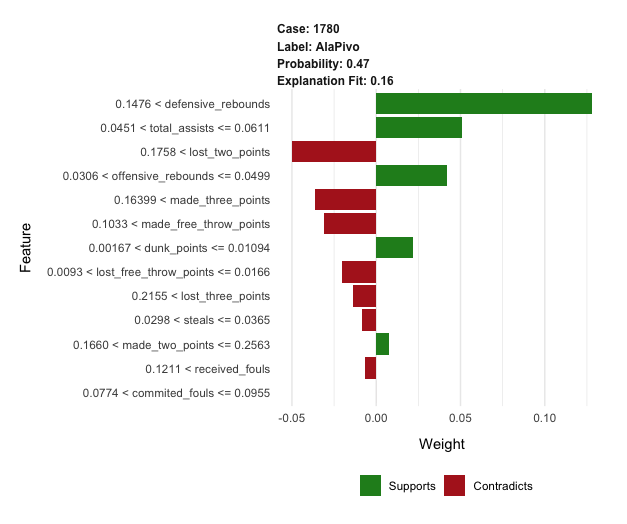 Case: 1780
Label: AlaPivo
Probability: 0.47
Explanation Fit: 0.16
Feature
0.1476 < defensive_rebounds
0.0451 < total_assists <= 0.0611
0.1758 < lost_two_points
0.0306 < offensive_rebounds <= 0.0499
0.16399 < made_three_points
0.1033 < made_free_throw_points
0.00167 < dunk_points <= 0.01094
0.0093 < lost_free_throw_points <= 0.0166
0.2155 < lost_three_points
0.0298 < steals <= 0.0365
0.1660 < made_two_points <= 0.2563
0.1211 < received_fouls
0.0774 < commited_fouls <= 0.0955
-0.05 0.00 0.05 0.10
Weight
Supports Contradicts